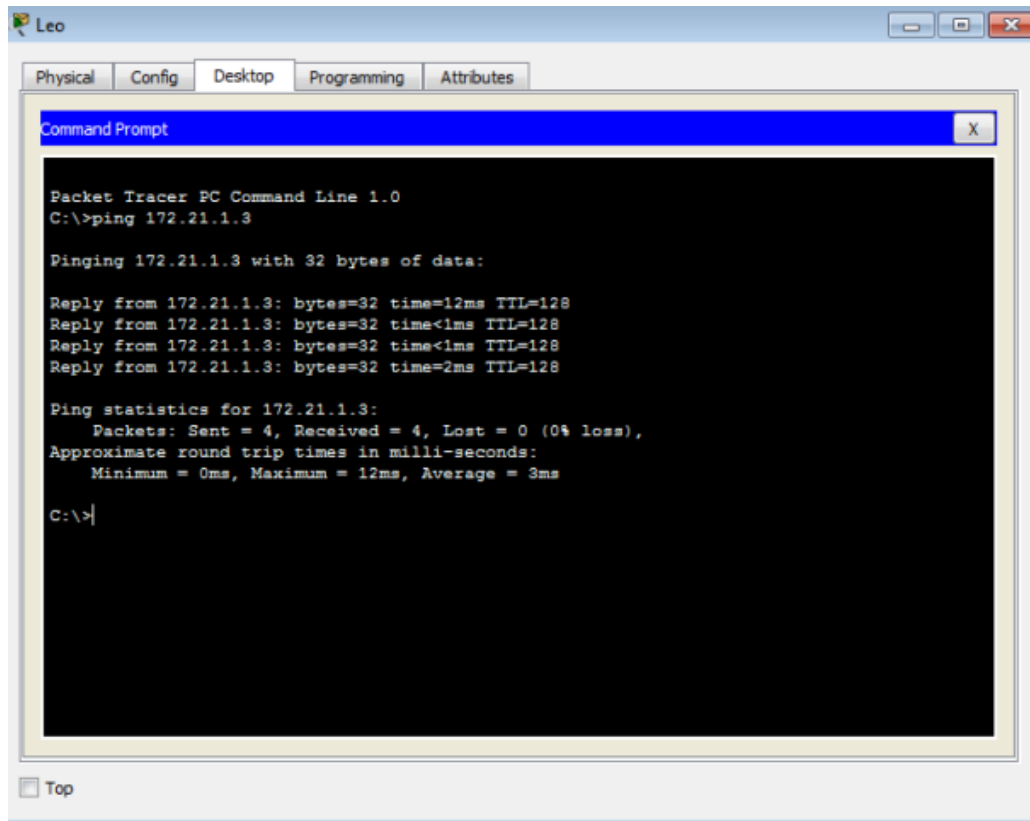 Leo
Physical Config Desktop Programming Attributes
Command Prompt X
Packet Tracer PC Command Line 1.0
C:\>ping 172.21.1.3
Pinging 172.21.1.3 with 32 bytes of data:
Reply from 172.21.1.3: bytes=32 time=12ms TTL=128
Reply from 172.21.1.3: bytes=32 time<1ms TTL=128
Reply from 172.21.1.3: bytes=32 time<1ms TTL=128
Reply from 172.21.1.3: bytes=32 time=2ms TTL=128
Ping statistics for 172.21.1.3:
Packets: Sent = 4, Received = 4, Lost = 0 (0% loss),
Approximate round trip times in milli-seconds:
Minimum = 0ms, Maximum = 12ms, Average = 3ms
C:\>
Top